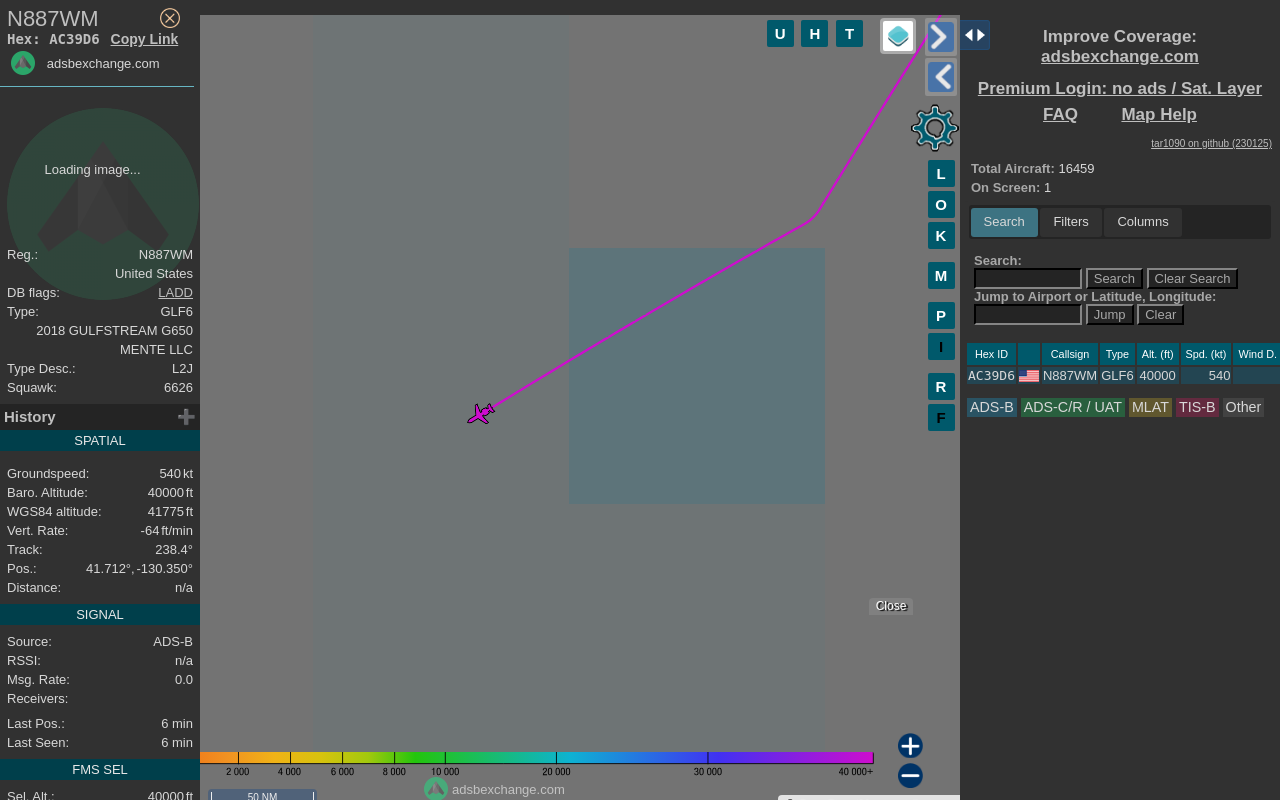 N887WM
Hex: AC39D6 Copy Link
adsbexchange.com
Loading image...
Reg.: N887WM
United States
DB flags: LADD
Type: GLF6
2018 GULFSTREAM G650
MENTE LLC
Type Desc.: L2J
Squawk: 6626
History
SPATIAL
Groundspeed: 540 kt
Baro. Altitude: 40000 ft
WGS84 altitude: 41775 ft
Vert. Rate: -64 ft/min
Track: 238.4°
Pos.: 41.712°, -130.350°
Distance: n/a
SIGNAL
Source: ADS-B
RSSI: n/a
Msg. Rate: 0.0
Receivers:
Last Pos.: 6 min
Last Seen: 6 min
FMS SEL
Sel. Alt.: 40000 ft
U H T
L
O
K
M
P
I
R
F
Close
2 000 4 000 6 000 8 000 10 000 20 000 30 000 40 000+
50 NM
adsbexchange.com
Improve Coverage:
adsbexchange.com
Premium Login: no ads / Sat. Layer
FAQ Map Help
tar1090 on github (230125)
Total Aircraft: 16459
On Screen: 1
Search Filters Columns
Search:
Search Clear Search
Jump to Airport or Latitude, Longitude:
Jump Clear
Hex ID Callsign Type Alt. (ft) Spd. (kt) Wind D.
AC39D6 N887WM GLF6 40000 540
ADS-B ADS-C/R / UAT MLAT TIS-B Other